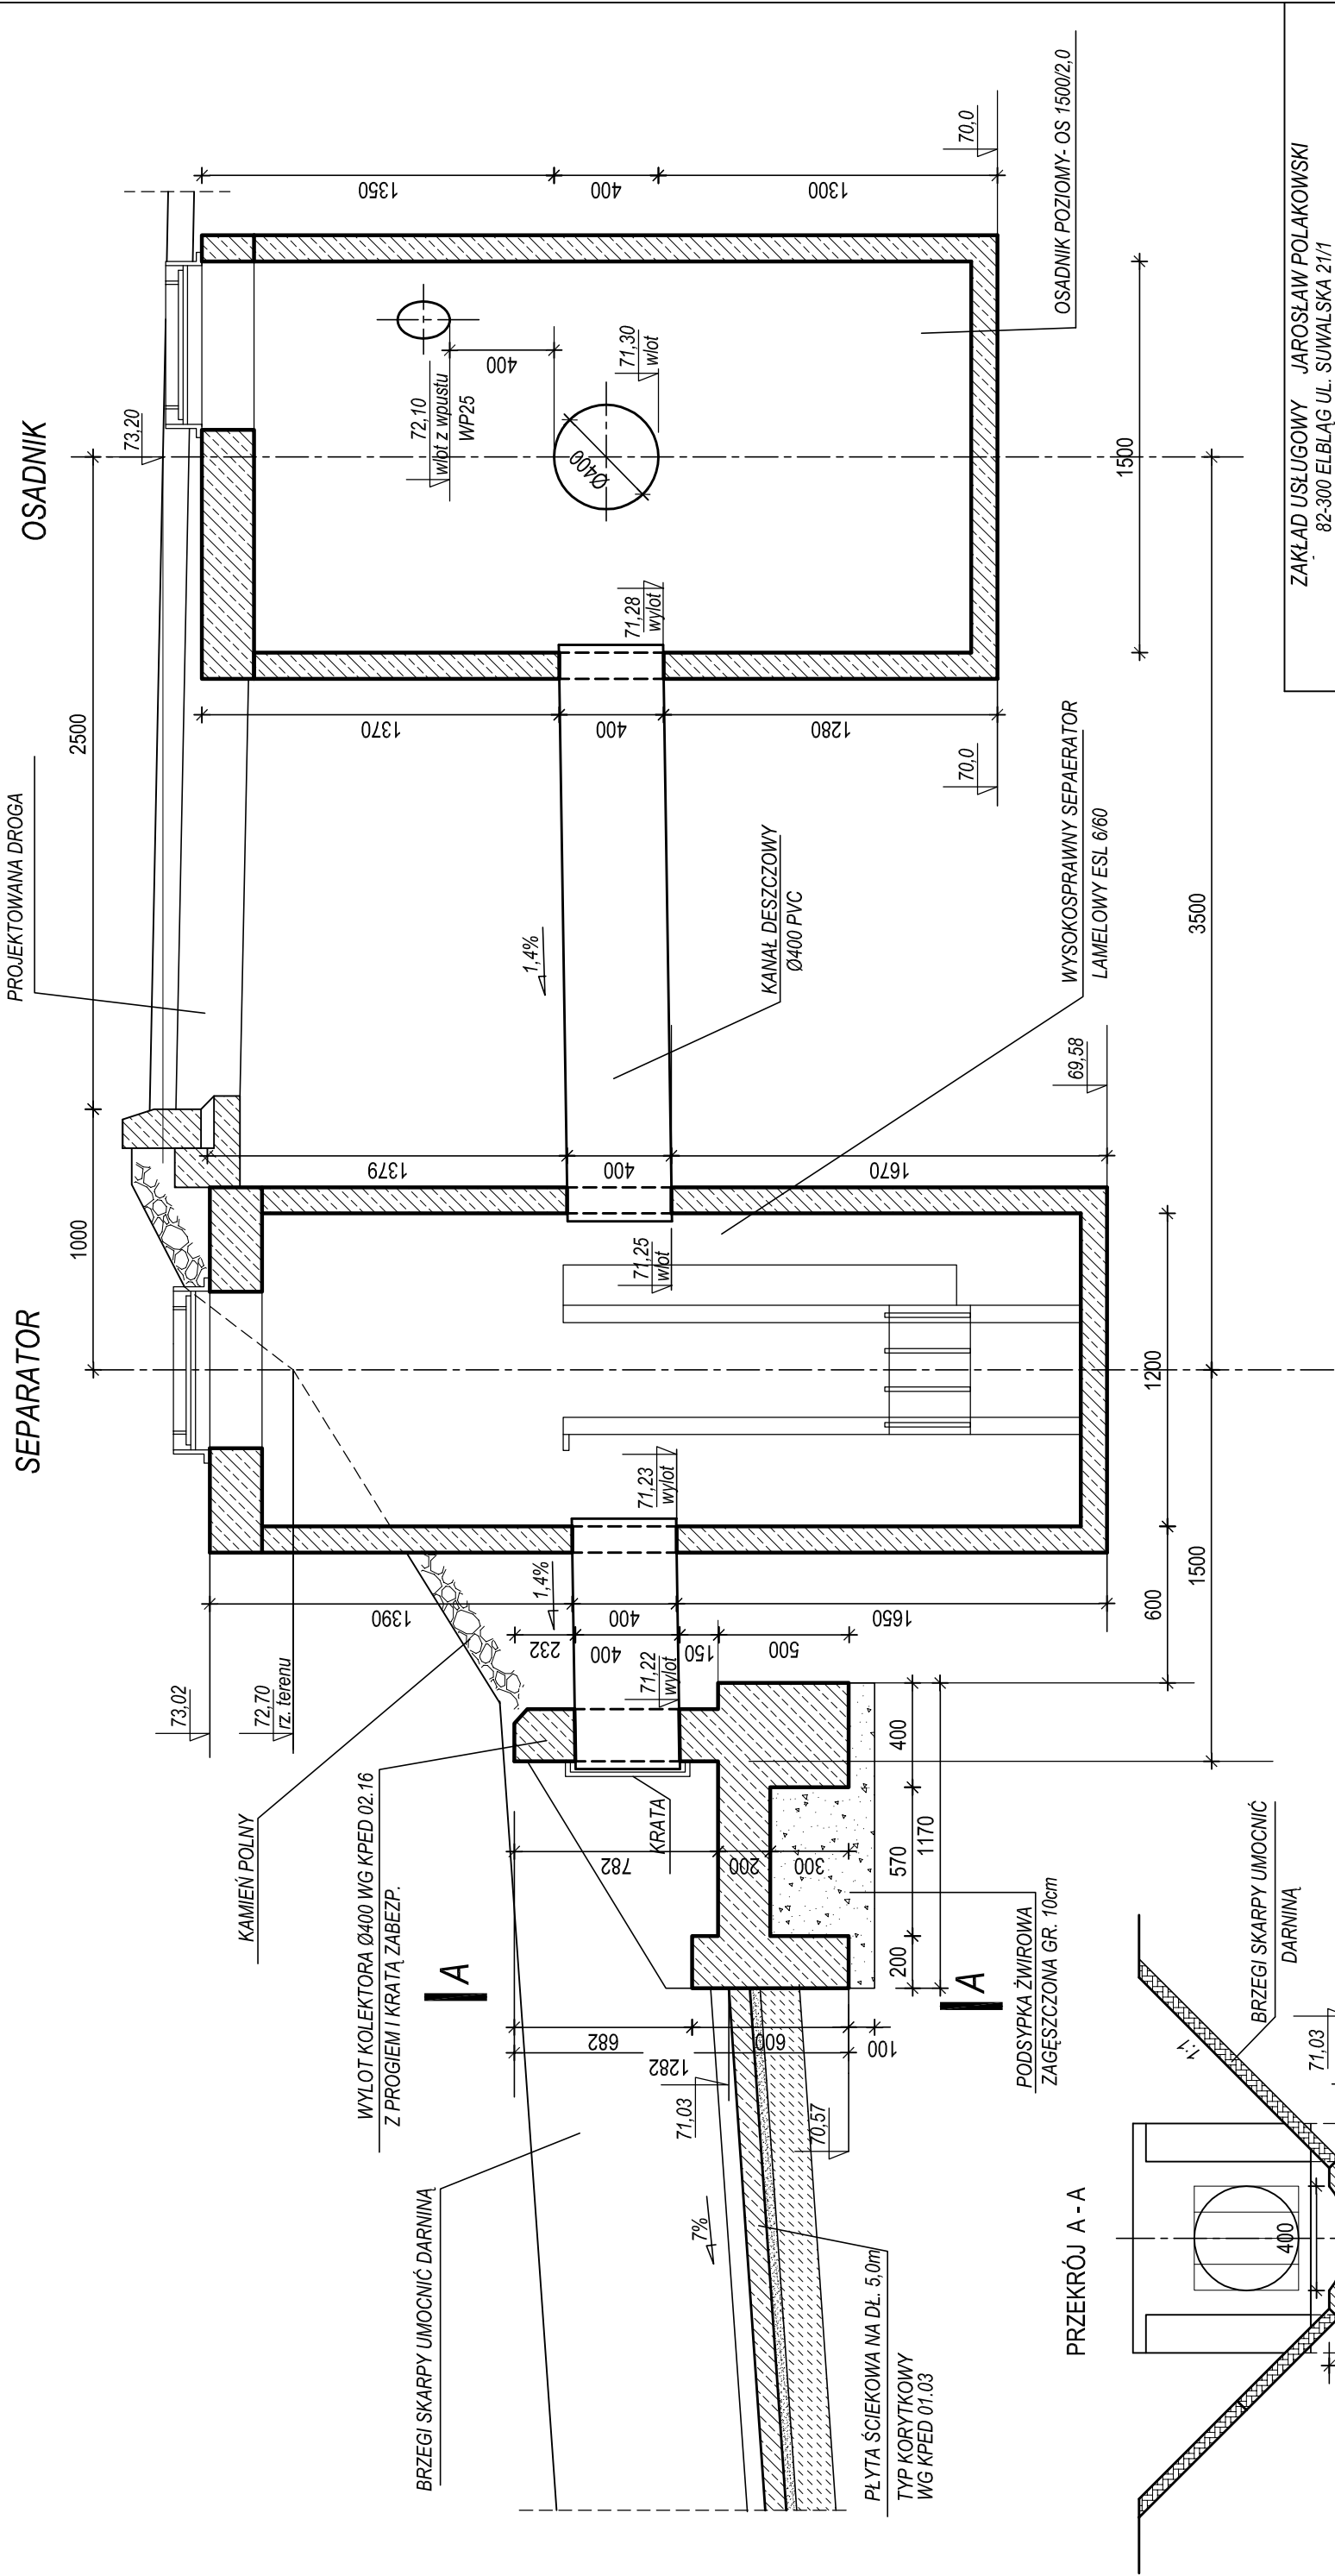 SEPARATOR
OSADNIK
1000
2500
PROJEKTOWANA DROGA
73,20
73,02
72,70
rz. terenu
KAMIEŃ POLNY
WYLOT KOLEKTORA Ø400 WG KPED 02.16
Z PROGIEM I KRATĄ ZABEZP.
BRZEGI SKARPY UMOCNIĆ DARNINĄ
A
A
1390
400
1650
1,4%
232
400
150
500
71,22
wylot
71,23
wylot
71,25
wlot
1379
400
1670
69,58
1,4%
KANAŁ DESZCZOWY
Ø400 PVC
WYSOKOSPRAWNY SEPAERATOR
LAMELOWY ESL 6/60
1370
400
1280
70,0
71,28
wylot
72,10
wlot z wpustu
WP25
400
Ø400
71,30
wlot
1350
400
1300
70,0
OSADNIK POZIOMY- OS 1500/2,0
1500
3500
1200
600
1500
KRATA
782
200
300
400
570
200
1170
682
600
1282
100
71,03
70,57
7%
PODSYPKA ŻWIROWA
ZAGĘSZCZONA GR. 10cm
PŁYTA ŚCIEKOWA NA DŁ. 5,0m
TYP KORYTKOWY
WG KPED 01.03
PRZEKRÓJ A - A
400
1:1
BRZEGI SKARPY UMOCNIĆ
DARNINĄ
71,03
ZAKŁAD USŁUGOWY JAROSŁAW POLAKOWSKI
82-300 ELBLĄG UL. SUWALSKA 21/1